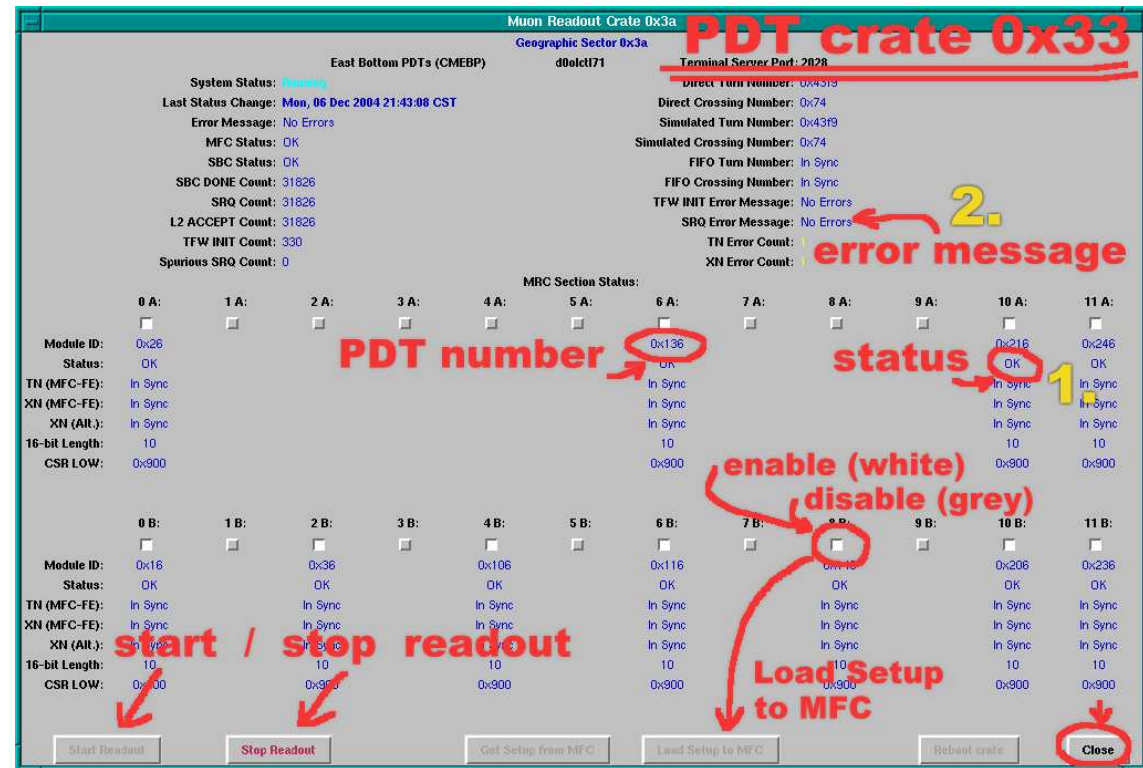 Muon Readout Crate 0x3a
PDT crate 0x33
Geographic Sector 0x3a
East Bottom PDTs (CMEBP) d0olctl71 Terminal Server Port: 2028
System Status: Running Direct Turn Number: 0x43f9
Last Status Change: Mon, 06 Dec 2004 21:43:08 CST Direct Crossing Number: 0x74
Error Message: No Errors Simulated Turn Number: 0x43f9
MFC Status: OK Simulated Crossing Number: 0x74
SBC Status: OK FIFO Turn Number: In Sync
SBC DONE Count: 31826 FIFO Crossing Number: In Sync
SRQ Count: 31826 TFW INIT Error Message: No Errors
L2 ACCEPT Count: 31826 SRQ Error Message: No Errors
2.
TFW INIT Count: 330 TN Error Count: 1
error message
Spurious SRQ Count: 0 XN Error Count: 1
MRC Section Status:
0 A: 1 A: 2 A: 3 A: 4 A: 5 A: 6 A: 7 A: 8 A: 9 A: 10 A: 11 A:
Module ID: 0x26 0x136 0x216 0x246
PDT number status
Status: OK OK OK OK
1.
TN (MFC-FE): In Sync In Sync In Sync In Sync
XN (MFC-FE): In Sync In Sync In Sync In Sync
XN (Alt.): In Sync In Sync In Sync In Sync
16-bit Length: 10 10 10 10
CSR LOW: 0x900 0x900 0x900 0x900
enable (white)
disable (grey)
0 B: 1 B: 2 B: 3 B: 4 B: 5 B: 6 B: 7 B: 8 B: 9 B: 10 B: 11 B:
Module ID: 0x16 0x36 0x106 0x116 0x206 0x236
Status: OK OK OK OK OK OK OK
TN (MFC-FE): In Sync In Sync In Sync In Sync In Sync In Sync In Sync
XN (MFC-FE): In Sync In Sync In Sync In Sync In Sync In Sync In Sync
XN (Alt.): In Sync In Sync In Sync In Sync In Sync In Sync In Sync
start / stop readout
16-bit Length: 10 10 10 10 10 10 10
CSR LOW: 0x900 0x900 0x900 0x900 0x900 0x900 0x900
Load Setup
to MFC
Start Readout Stop Readout Get Setup from MFC Load Setup to MFC Reboot crate Close